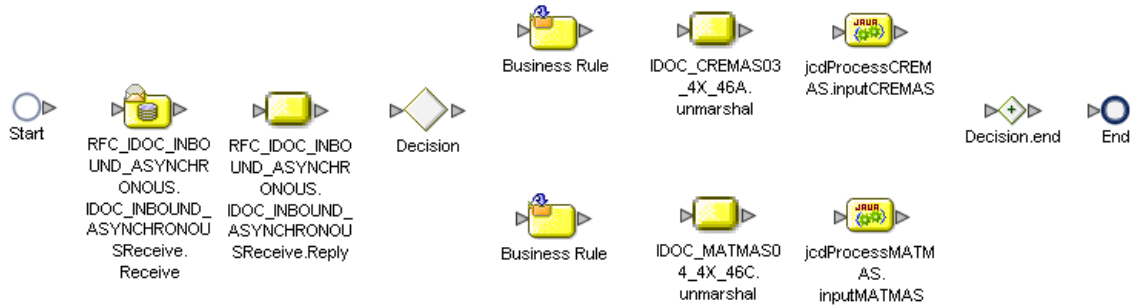 Business Rule
IDOC_CREMAS03
_4X_46A.
unmarshal
jcdProcessCREM
AS.inputCREMAS
Start
RFC_IDOC_INBO
UND_ASYNCHR
ONOUS.
IDOC_INBOUND_
ASYNCHRONOU
SReceive.
Receive
RFC_IDOC_INBO
UND_ASYNCHR
ONOUS.
IDOC_INBOUND_
ASYNCHRONOU
SReceive.Reply
Decision
Decision.end
End
Business Rule
IDOC_MATMAS0
4_4X_46C.
unmarshal
jcdProcessMATM
AS.
inputMATMAS
JAVA
JAVA